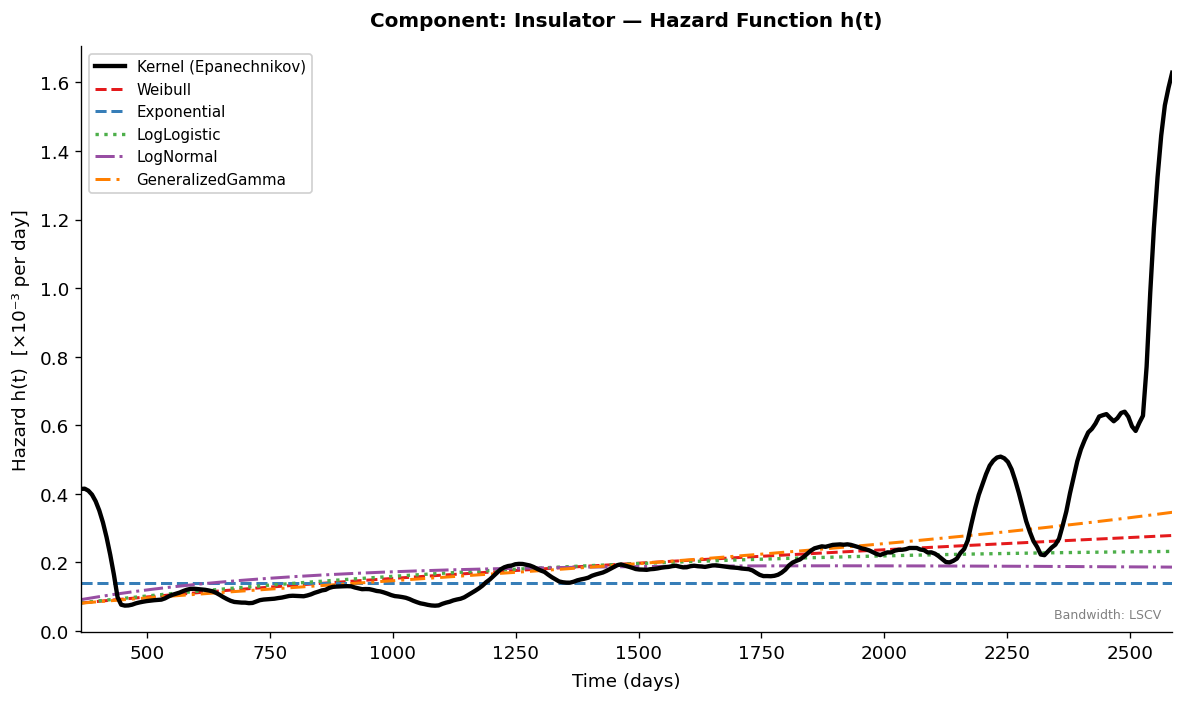 Component: Insulator — Hazard Function h(t)
Kernel (Epanechnikov)
Weibull
Exponential
LogLogistic
LogNormal
GeneralizedGamma
Hazard h(t)  [×10⁻³ per day]
1.6
1.4
1.2
1.0
0.8
0.6
0.4
0.2
0.0
Bandwidth: LSCV
500 750 1000 1250 1500 1750 2000 2250 2500
Time (days)